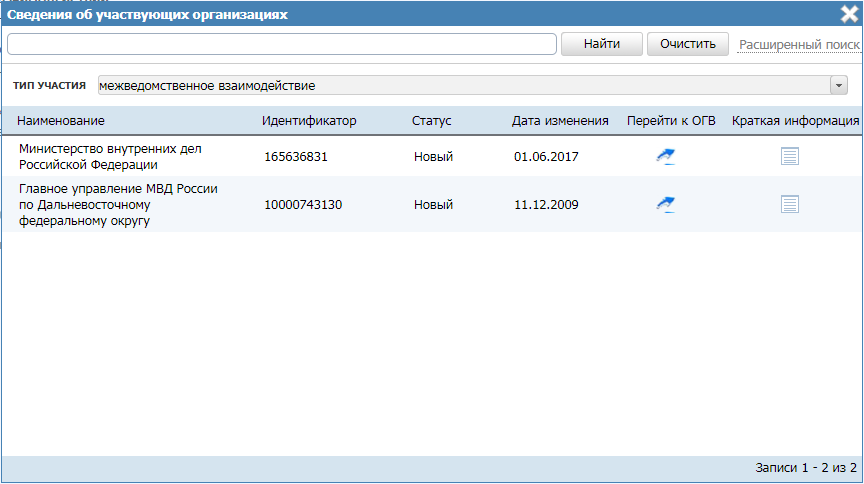 Сведения об участвующих организациях
Найти Очистить Расширенный поиск
ТИП УЧАСТИЯ межведомственное взаимодействие
Наименование Идентификатор Статус Дата изменения Перейти к ОГВ Краткая информация
Министерство внутренних дел
Российской Федерации
165636831 Новый 01.06.2017
Главное управление МВД России
по Дальневосточному
федеральному округу
10000743130 Новый 11.12.2009
Записи 1 - 2 из 2